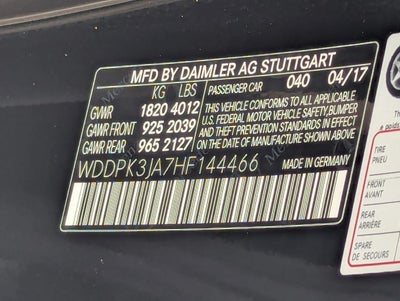 MFD BY DAIMLER AG STUTTGART
KG LBS PASSENGER CAR 040 04/17
GVWR 1820 4012
GAWR FRONT 925 2039
GAWR REAR 965 2127
THIS VEHICLE CONFORMS TO ALL APPLICABLE
U.S. FEDERAL MOTOR VEHICLE SAFETY,BUMPER
AND THEFT PREVENTION STANDARDS IN EFFECT
ON THE DATE OF MANUFACTURE SHOWN ABOVE
WDDPK3JA7HF144466 MADE IN GERMANY
TIRE
PNEU
FRONT
AVANT
REAR
ARRIÈRE
SPARE
DE SECOURS